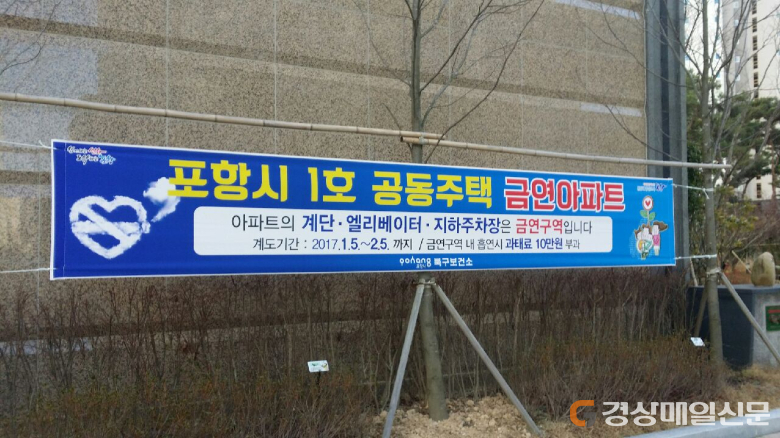 포항시 1호 공동주택 금연아파트
아파트의 계단·엘리베이터·지하주차장은 금연구역입니다
계도기간 : 2017.1.5.~2.5. 까지 / 금연구역 내 흡연시 과태료 10만원 부과
북구보건소
경상매일신문